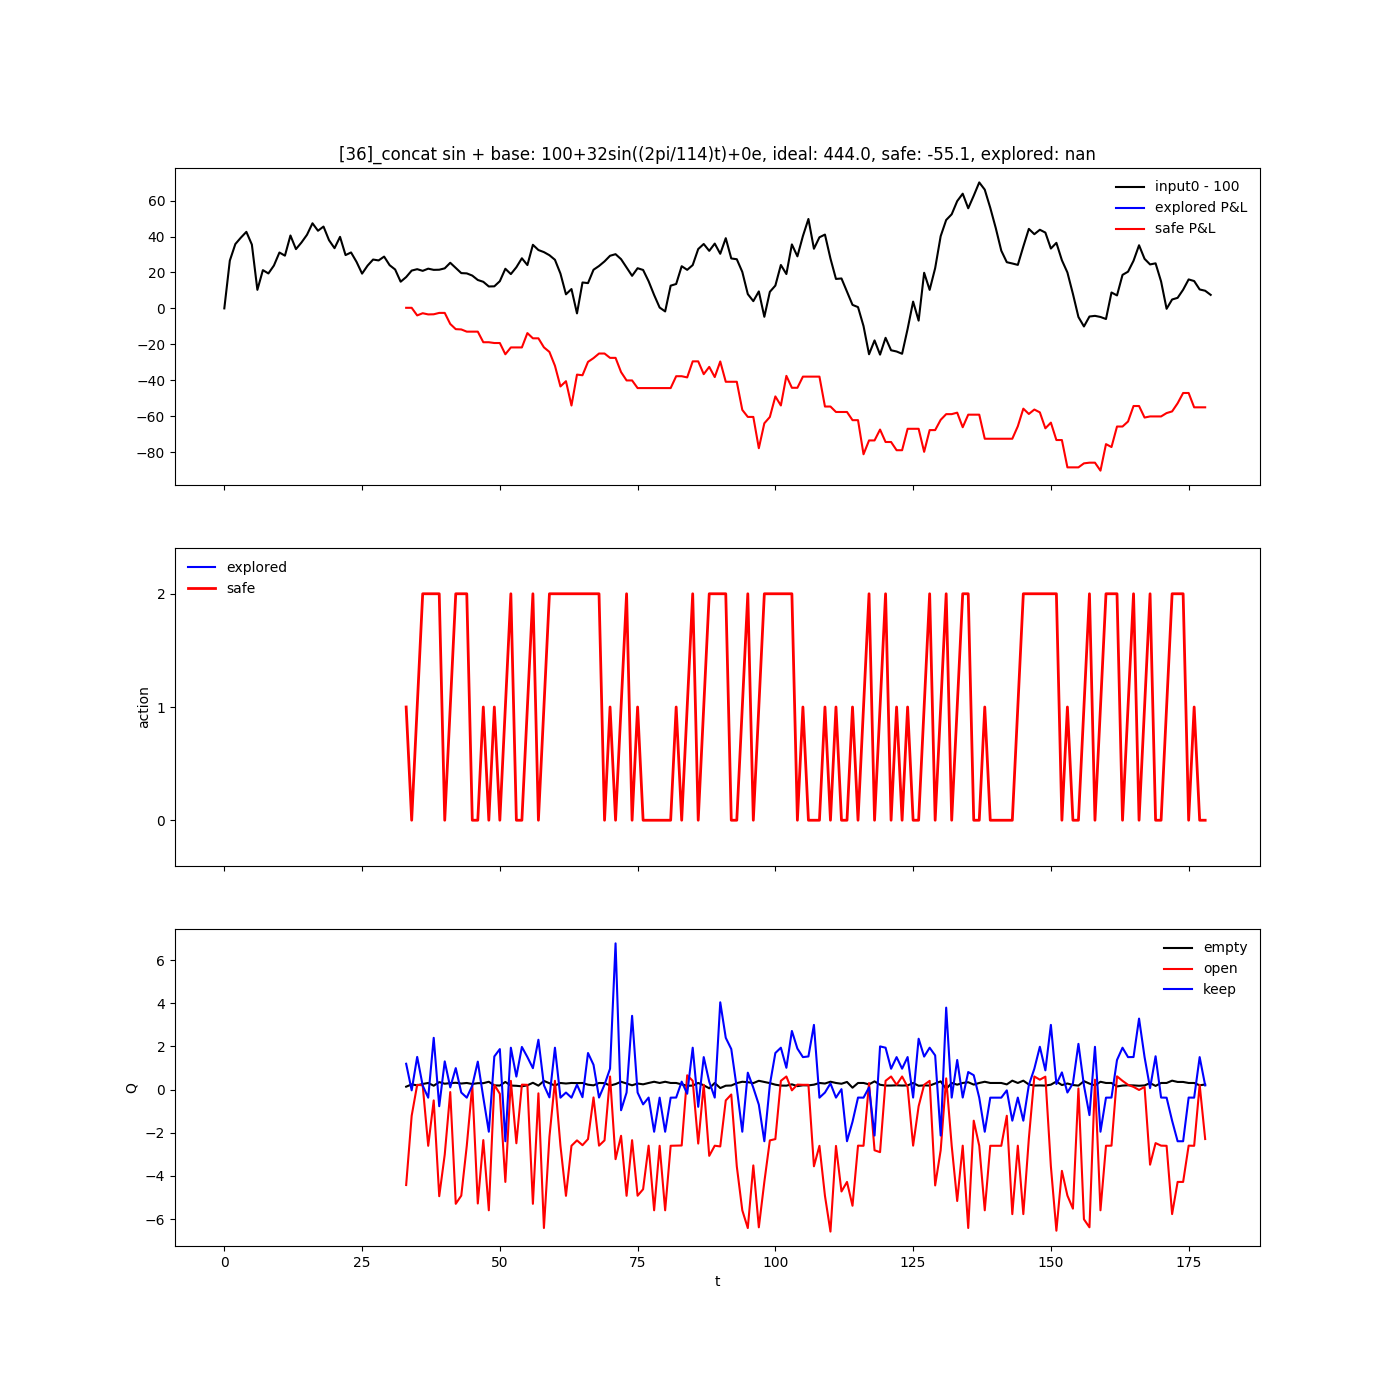 [36]_concat sin + base: 100+32sin((2pi/114)t)+0e, ideal: 444.0, safe: -55.1, explored: nan
input0 - 100
explored P&L
safe P&L
60
40
20
0
−20
−40
−60
−80
explored
safe
2
1
0
action
empty
open
keep
6
4
2
0
−2
−4
−6
Q
0 25 50 75 100 125 150 175
t